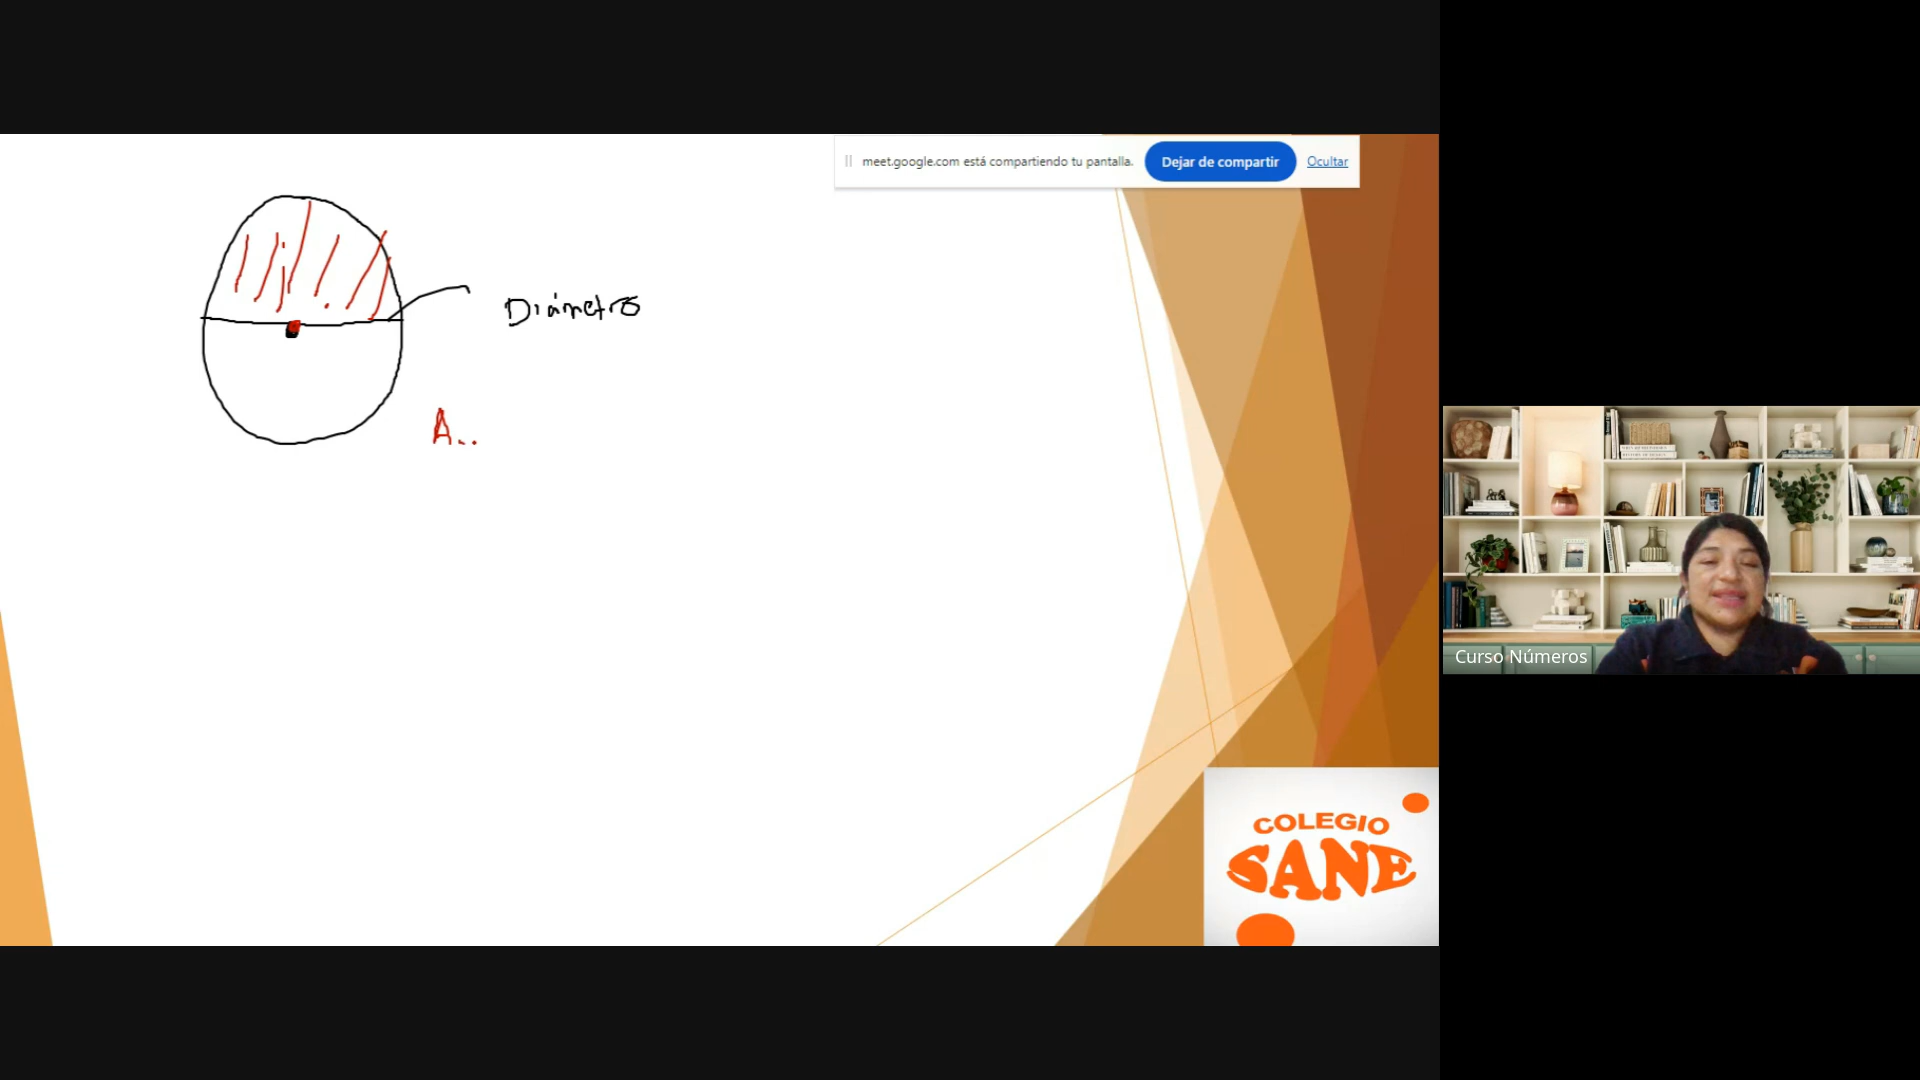 meet.google.com está compartiendo tu pantalla.
Dejar de compartir
Ocultar
Diámetro
A..
Curso Números
COLEGIO
SANE